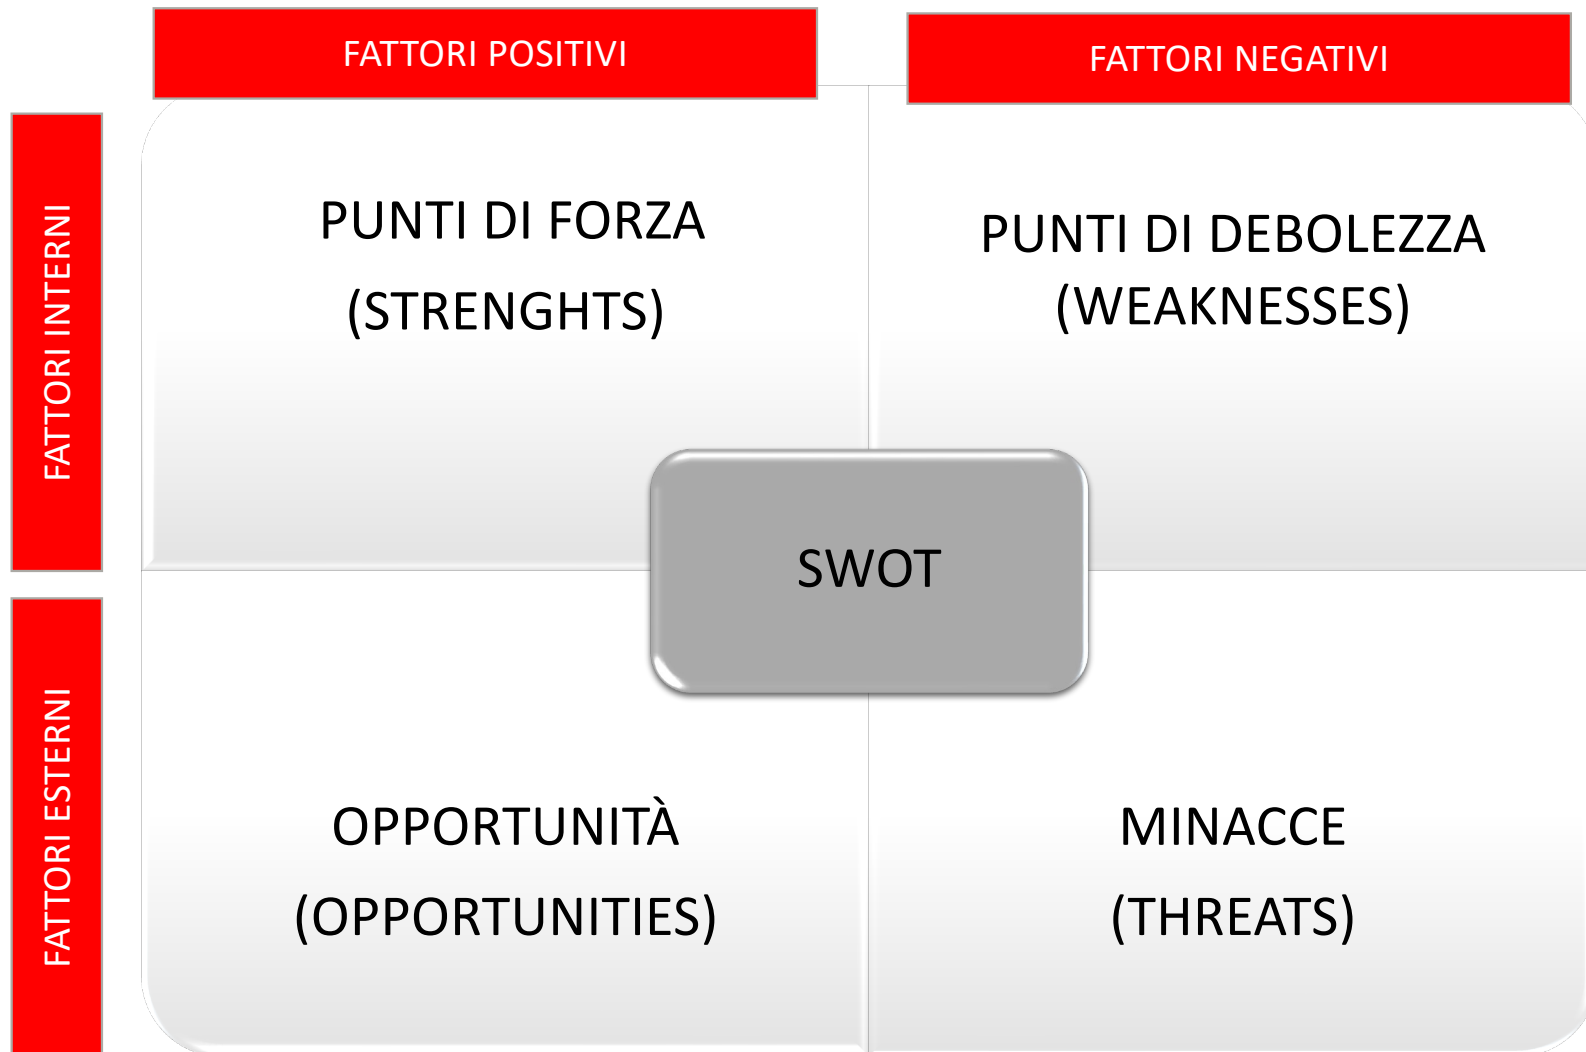 FATTORI POSITIVI
FATTORI NEGATIVI
FATTORI INTERNI
PUNTI DI FORZA
(STRENGHTS)
PUNTI DI DEBOLEZZA
(WEAKNESSES)
SWOT
FATTORI ESTERNI
OPPORTUNITÀ
(OPPORTUNITIES)
MINACCE
(THREATS)